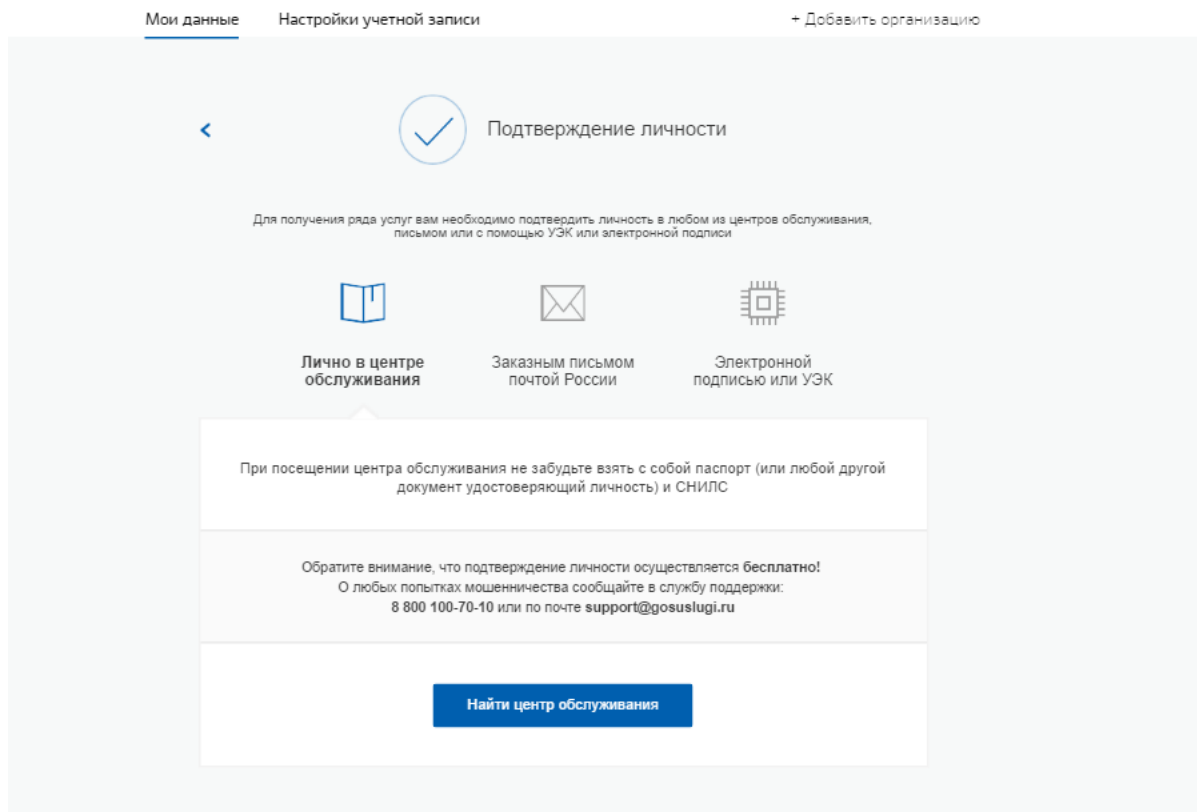 Мои данные Настройки учетной записи + Добавить организацию
Подтверждение личности
Для получения ряда услуг вам необходимо подтвердить личность в любом из центров обслуживания,
письмом или с помощью УЭК или электронной подписи
Лично в центре
обслуживания
Заказным письмом
почтой России
Электронной
подписью или УЭК
При посещении центра обслуживания не забудьте взять с собой паспорт (или любой другой
документ удостоверяющий личность) и СНИЛС
Обратите внимание, что подтверждение личности осуществляется бесплатно!
О любых попытках мошенничества сообщайте в службу поддержки:
8 800 100-70-10 или по почте support@gosuslugi.ru
Найти центр обслуживания